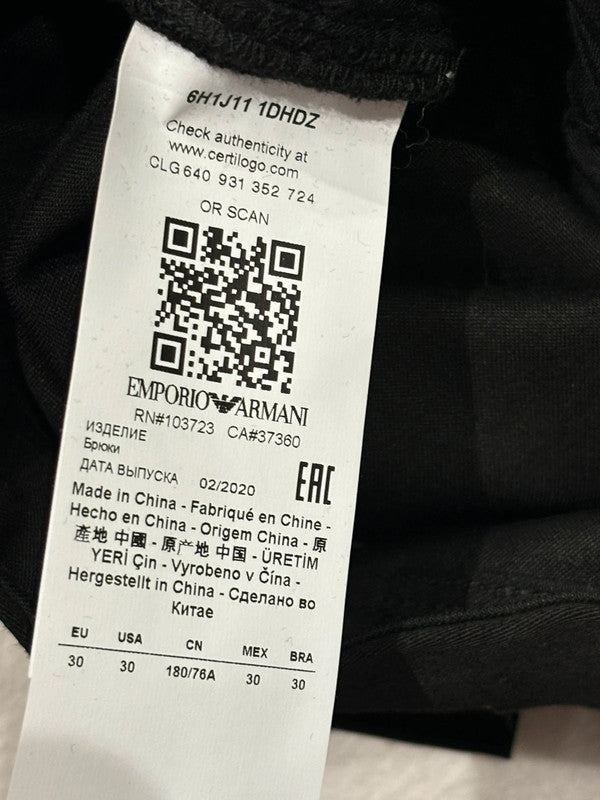 6H1J11 1DHDZ
Check authenticity at
www.certilogo.com
CLG 640 931 352 724
OR SCAN
EMPORIO ARMANI
RN#103723 CA#37360
ИЗДЕЛИЕ
Брюки
ДАТА ВЫПУСКА 02/2020
EAC
Made in China - Fabriqué en Chine -
Hecho en China - Origem China - 原
產地 中國 - 原产地 中国 - ÜRETİM
YERİ Çin - Vyrobeno v Čína -
Hergestellt in China - Сделано во
Китае
EU USA CN MEX BRA
30 30 180/76A 30 30